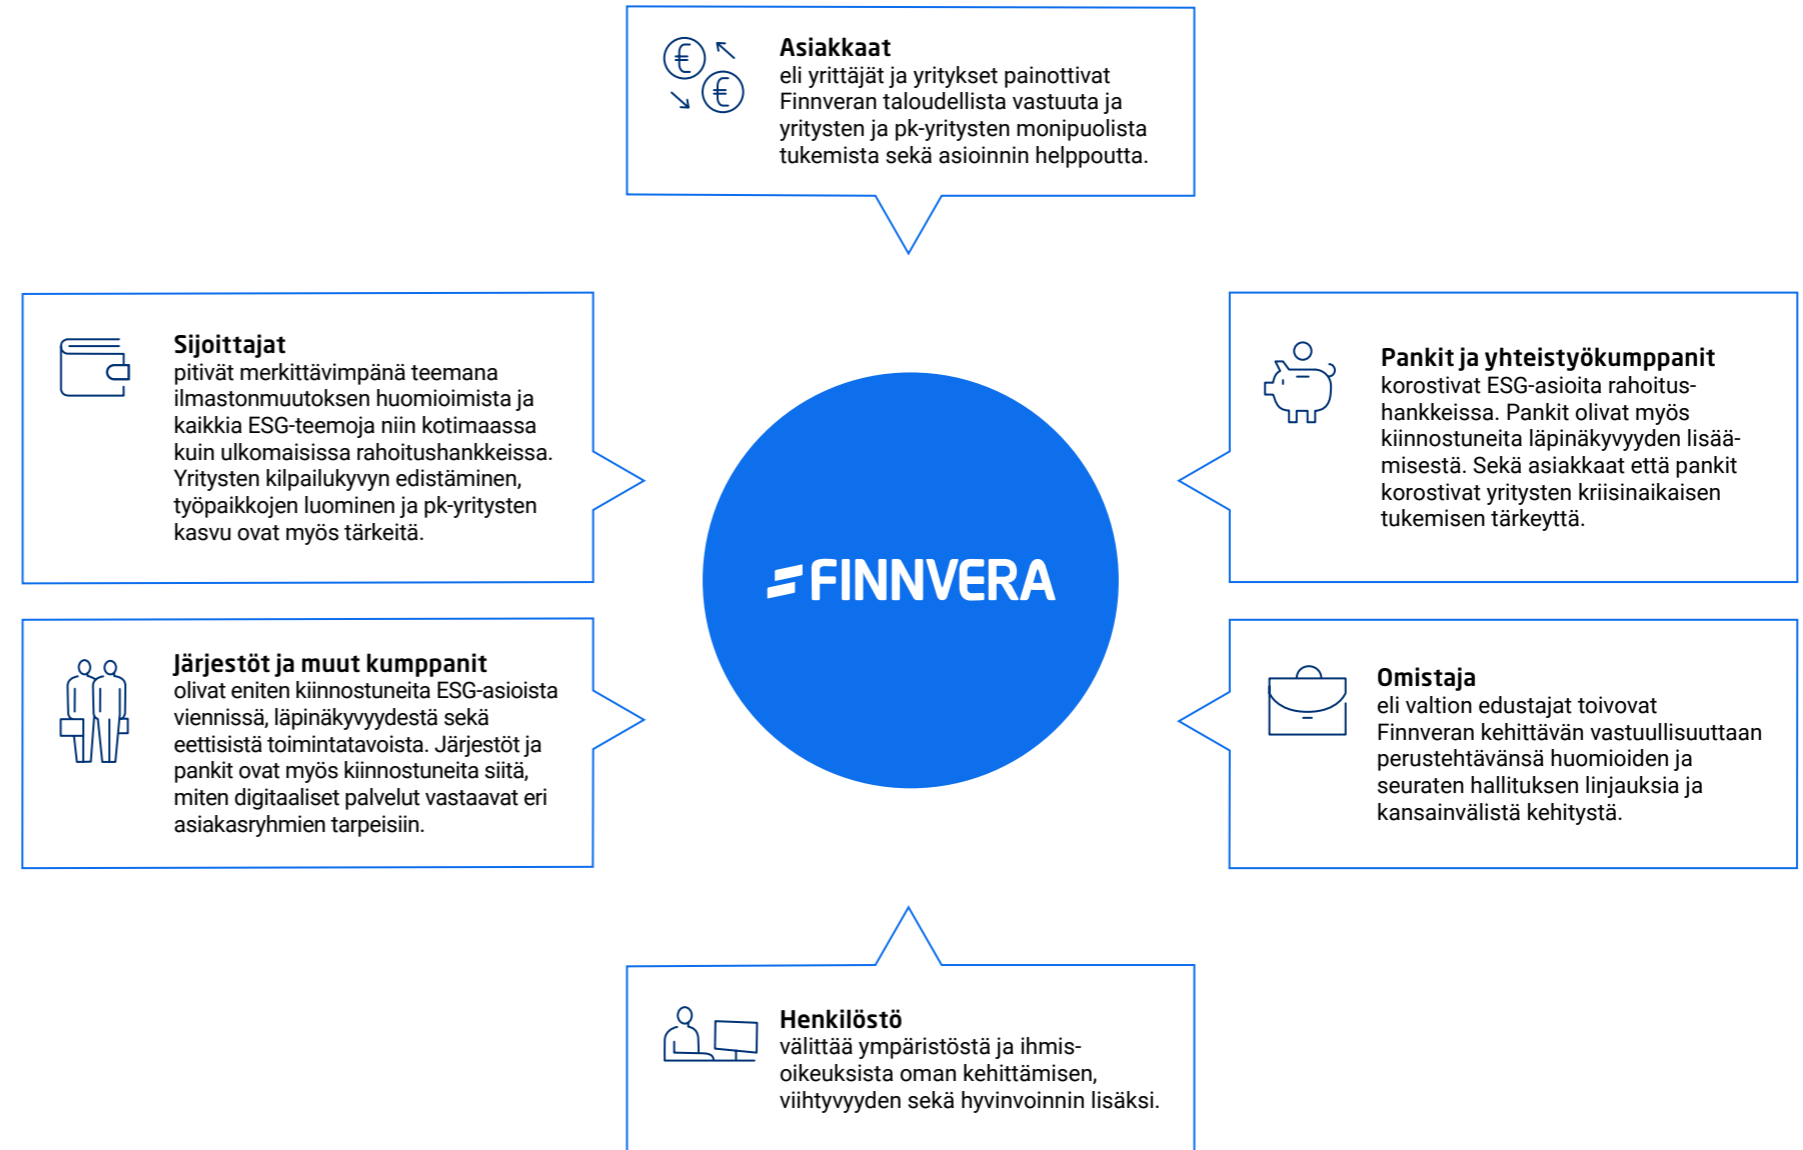 Asiakkaat
eli yrittäjät ja yritykset painottivat
Finnveran taloudellista vastuuta ja
yritysten ja pk-yritysten monipuolista
tukemista sekä asioinnin helppoutta.
Sijoittajat
pitivät merkittävimpänä teemana
ilmastonmuutoksen huomioimista ja
kaikkia ESG-teemoja niin kotimaassa
kuin ulkomaisissa rahoitushankkeissa.
Yritysten kilpailukyvyn edistäminen,
työpaikkojen luominen ja pk-yritysten
kasvu ovat myös tärkeitä.
Pankit ja yhteistyökumppanit
korostivat ESG-asioita rahoitus-
hankkeissa. Pankit olivat myös
kiinnostuneita läpinäkyvyyden lisää-
misestä. Sekä asiakkaat että pankit
korostivat yritysten kriisinaikaisen
tukemisen tärkeyttä.
FINNVERA
Järjestöt ja muut kumppanit
olivat eniten kiinnostuneita ESG-asioista
viennissä, läpinäkyvyydestä sekä
eettisistä toimintatavoista. Järjestöt ja
pankit ovat myös kiinnostuneita siitä,
miten digitaaliset palvelut vastaavat eri
asiakasryhmien tarpeisiin.
Omistaja
eli valtion edustajat toivovat
Finnveran kehittävän vastuullisuuttaan
perustehtävänsä huomioiden ja
seuraten hallituksen linjauksia ja
kansainvälistä kehitystä.
Henkilöstö
välittää ympäristöstä ja ihmis-
oikeuksista oman kehittämisen,
viihtyvyyden sekä hyvinvoinnin lisäksi.